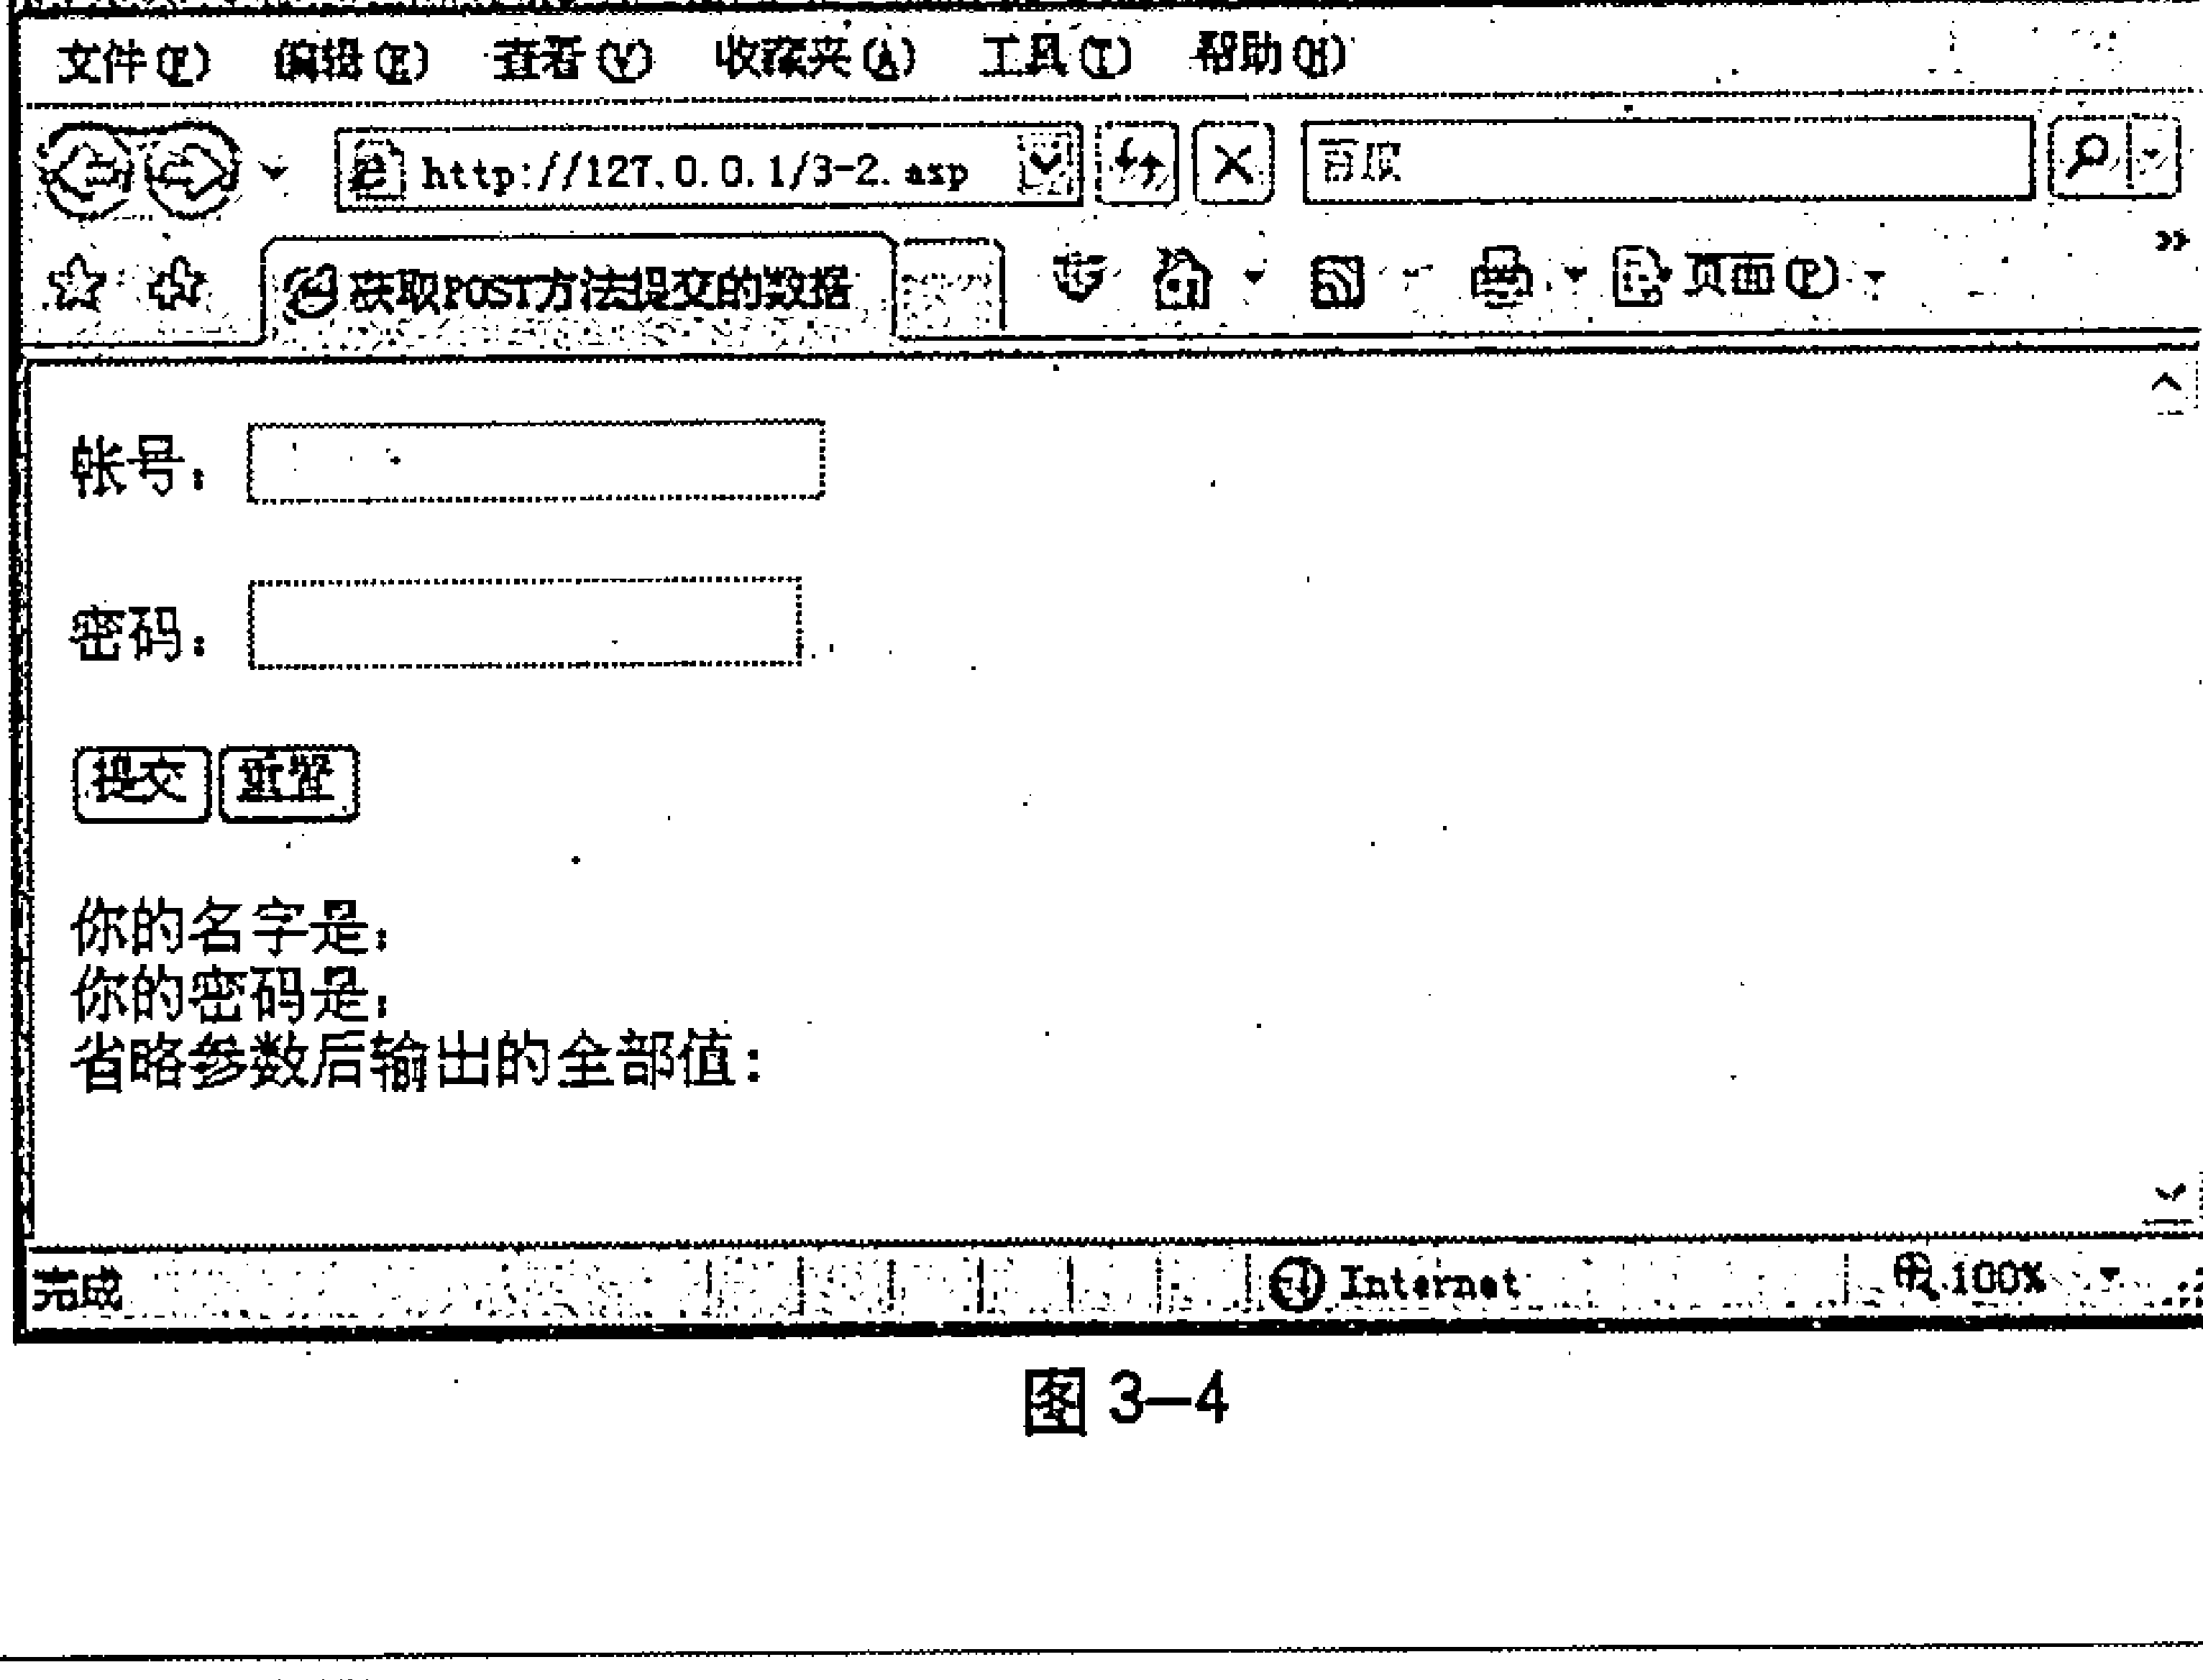 文件(F) 编辑(E) 查看(V) 收藏夹(A) 工具(T) 帮助(H)
http://127.0.0.1/3-2.asp 百度
获取POST方法提交的数据 页面(P)
帐号:
密码:
提交 重置
你的名字是:
你的密码是:
省略参数后输出的全部值:
完成 Internet 100%
图 3-4